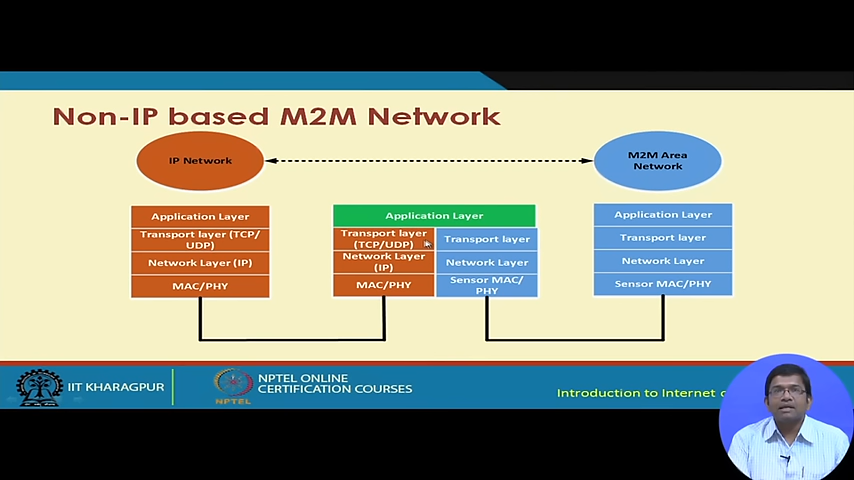 Non-IP based M2M Network
IP Network
M2M Area
Network
Application Layer
Transport layer (TCP/
UDP)
Network Layer (IP)
MAC/PHY
Application Layer
Transport layer
(TCP/UDP)
Network Layer
(IP)
MAC/PHY
Transport layer
Network Layer
Sensor MAC/
PHY
Application Layer
Transport layer
Network Layer
Sensor MAC/PHY
IIT KHARAGPUR
NPTEL
NPTEL ONLINE
CERTIFICATION COURSES
Introduction to Internet